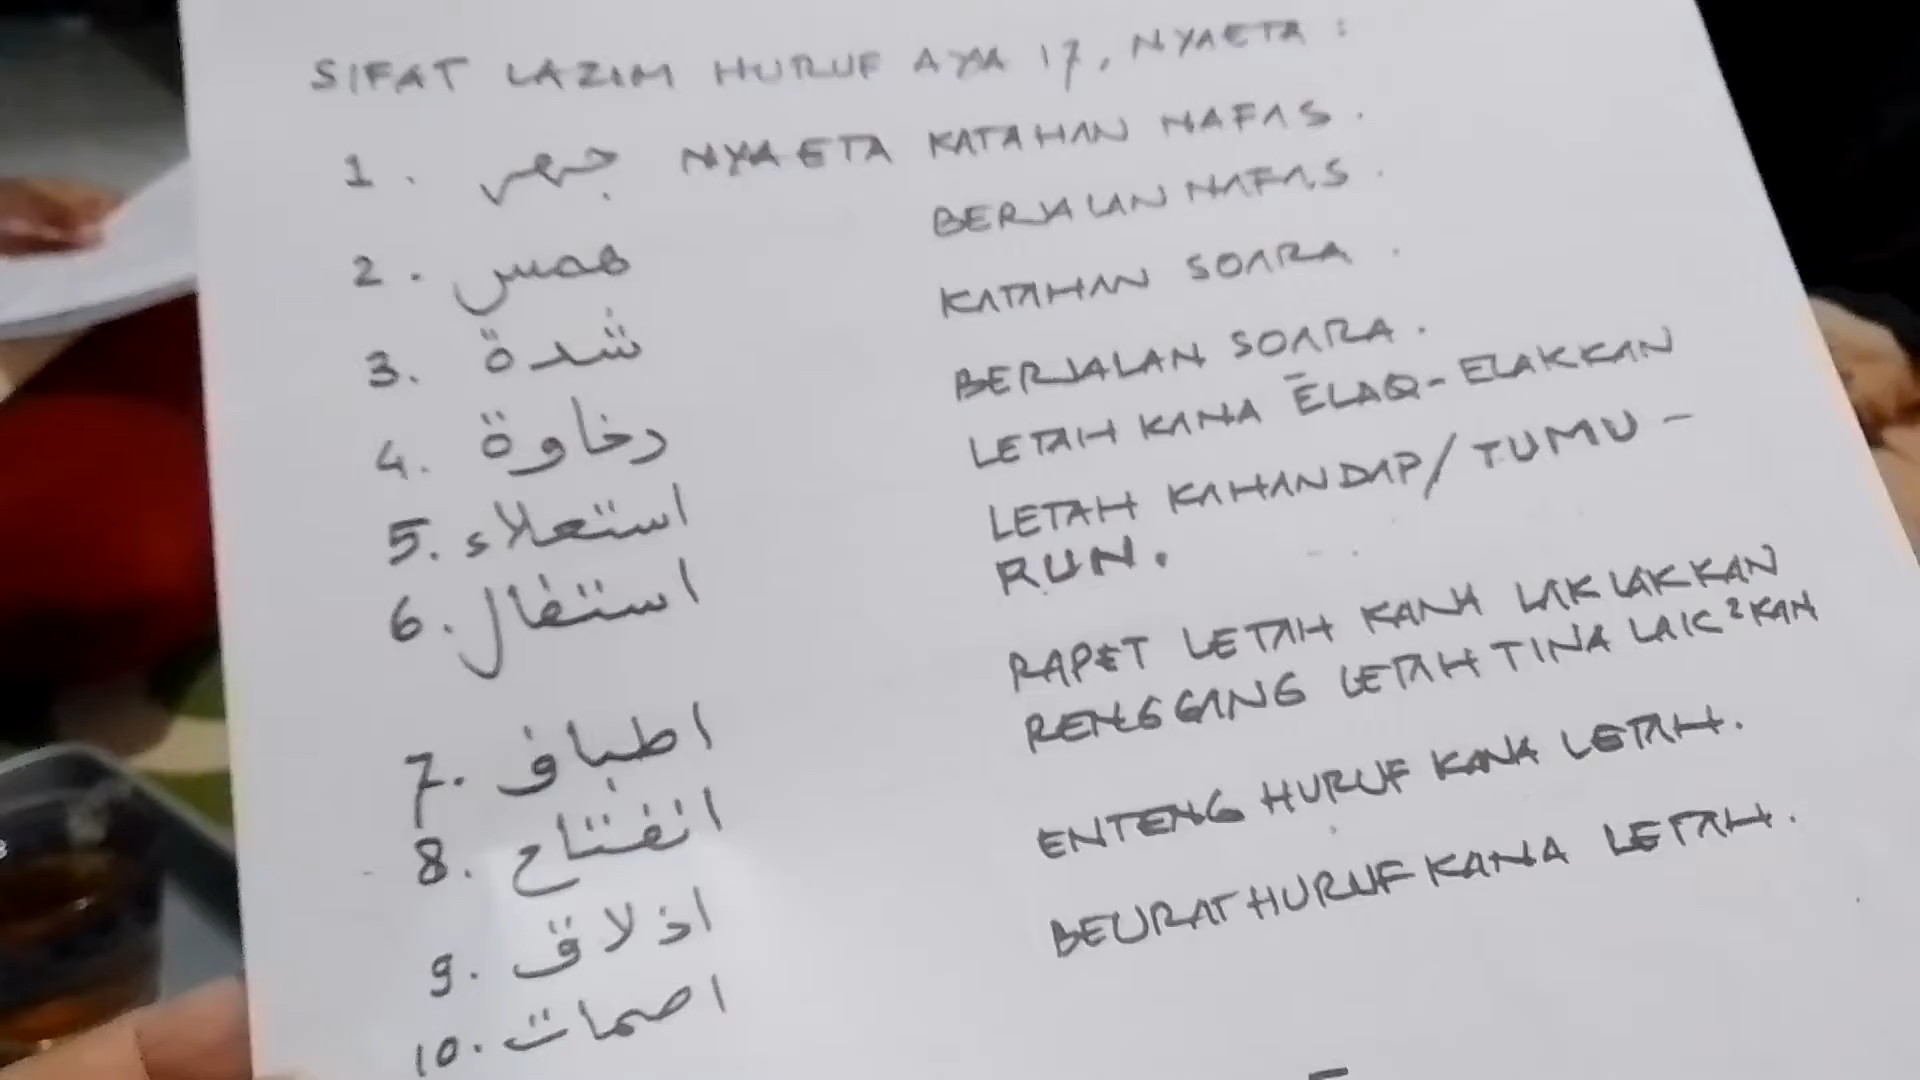 SIFAT LAZIM HURUF AYA 17, NYAETA :
1. جهر NYAETA KATAHAN NAFAS.
2. همس BERJALAN NAFAS.
3. شدة KATAHAN SOARA.
4. رخاوة BERJALAN SOARA.
5. استعلاء LETAH KANA ĒLAQ-ELAKKAN
6. استفال LETAH KAHANDAP/TUMU-
RUN.
7. اطباق RAPET LETAH KANA LAKLAKKAN
8. انفتاح RENGGANG LETAH TINA LAK2KAN
9. اذلاق ENTENG HURUF KANA LETAH.
10. اصمات BEURAT HURUF KANA LETAH.